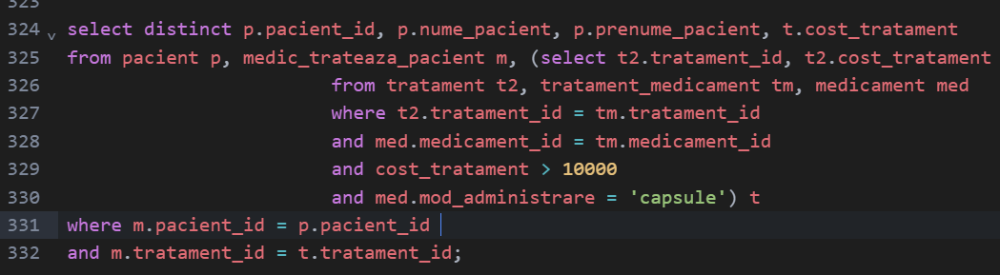 323
324 select distinct p.pacient_id, p.nume_pacient, p.prenume_pacient, t.cost_tratament
325 from pacient p, medic_trateaza_pacient m, (select t2.tratament_id, t2.cost_tratament
326 from tratament t2, tratament_medicament tm, medicament med
327 where t2.tratament_id = tm.tratament_id
328 and med.medicament_id = tm.medicament_id
329 and cost_tratament > 10000
330 and med.mod_administrare = 'capsule') t
331 where m.pacient_id = p.pacient_id
332 and m.tratament_id = t.tratament_id;